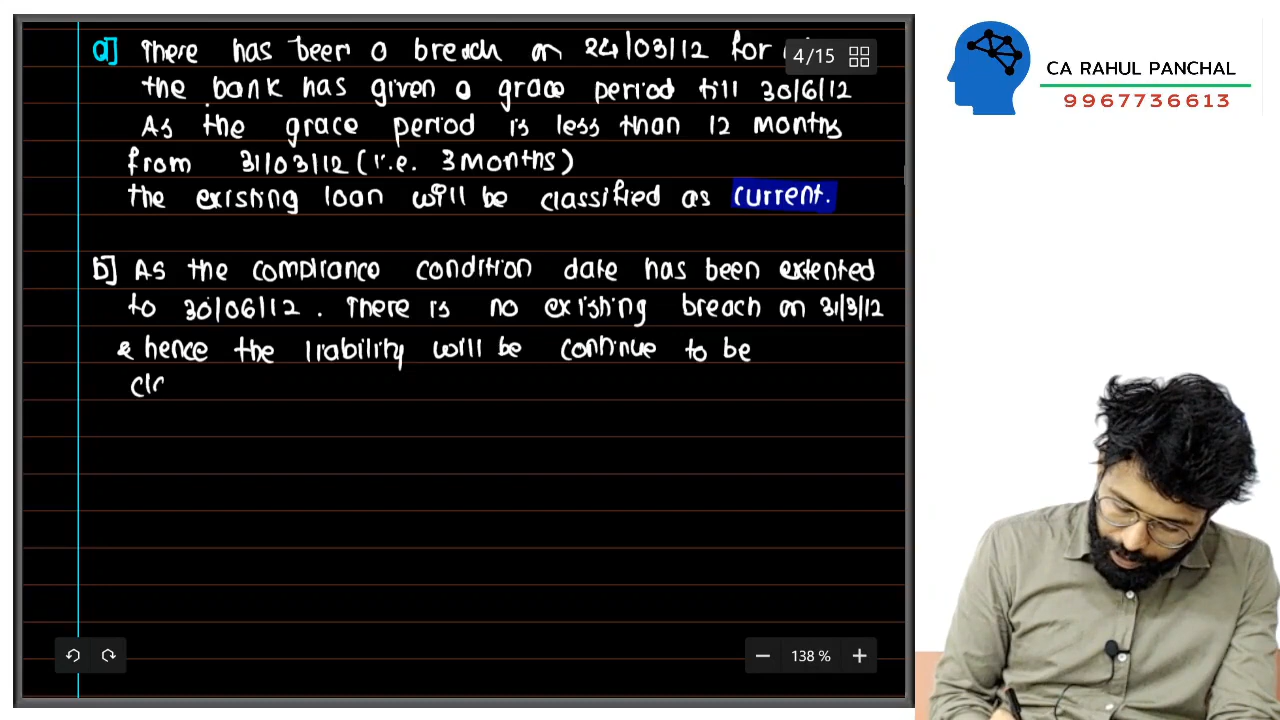 a] There has been a breach on 24/03/12 for
the bank has given a grace period till 30/6/12
As the grace period is less than 12 months
from 31/03/12 (i.e. 3 months)
the existing loan will be classified as current.
b] As the compliance condition date has been extented
to 30/06/12. There is no existing breach on 31/3/12
& hence the liability will be continue to be
cla
4/15
138 %
CA RAHUL PANCHAL
9967736613